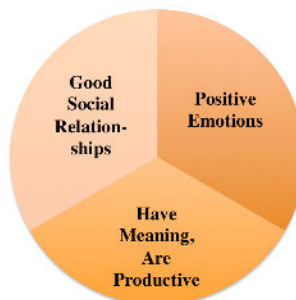 Good
Social
Relation-
ships
Positive
Emotions
Have
Meaning,
Are
Productive